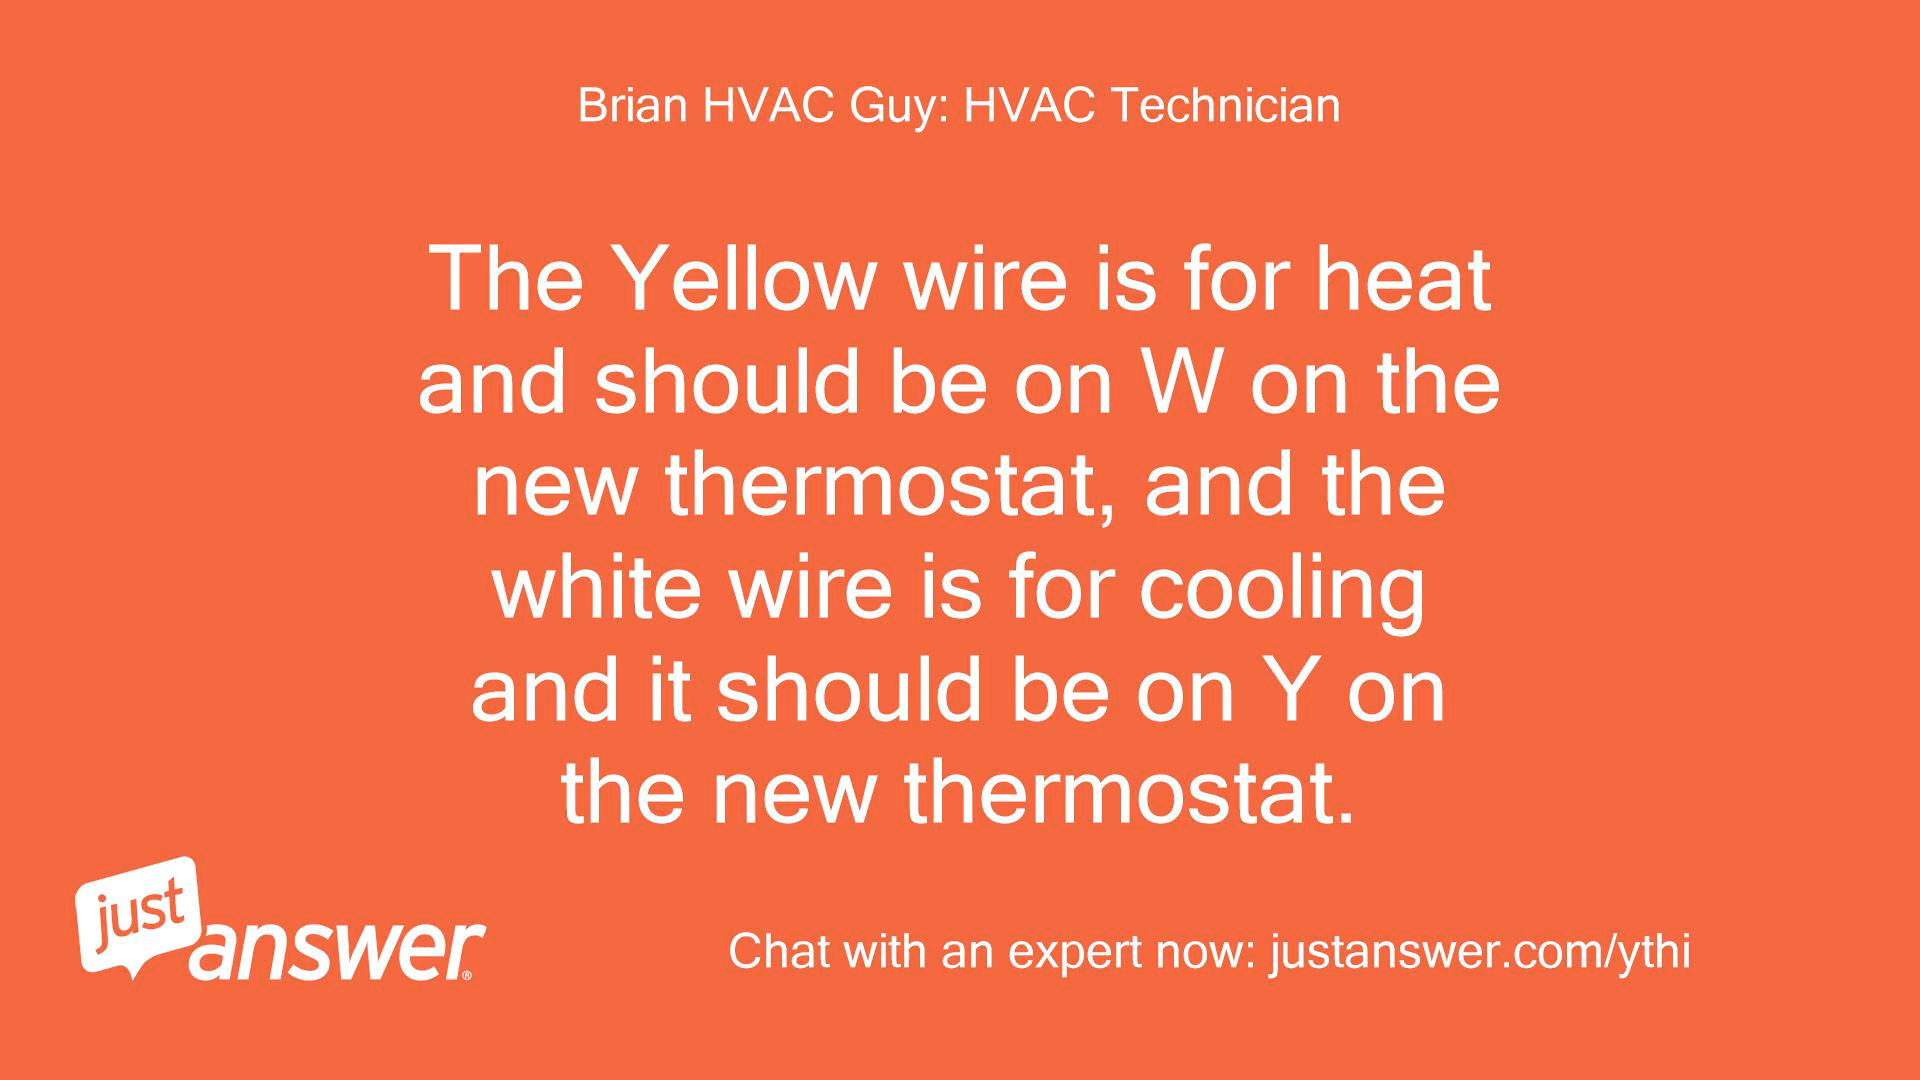 Brian HVAC Guy: HVAC Technician
The Yellow wire is for heat
and should be on W on the
new thermostat, and the
white wire is for cooling
and it should be on Y on
the new thermostat.
just
answer®
Chat with an expert now: justanswer.com/ythi